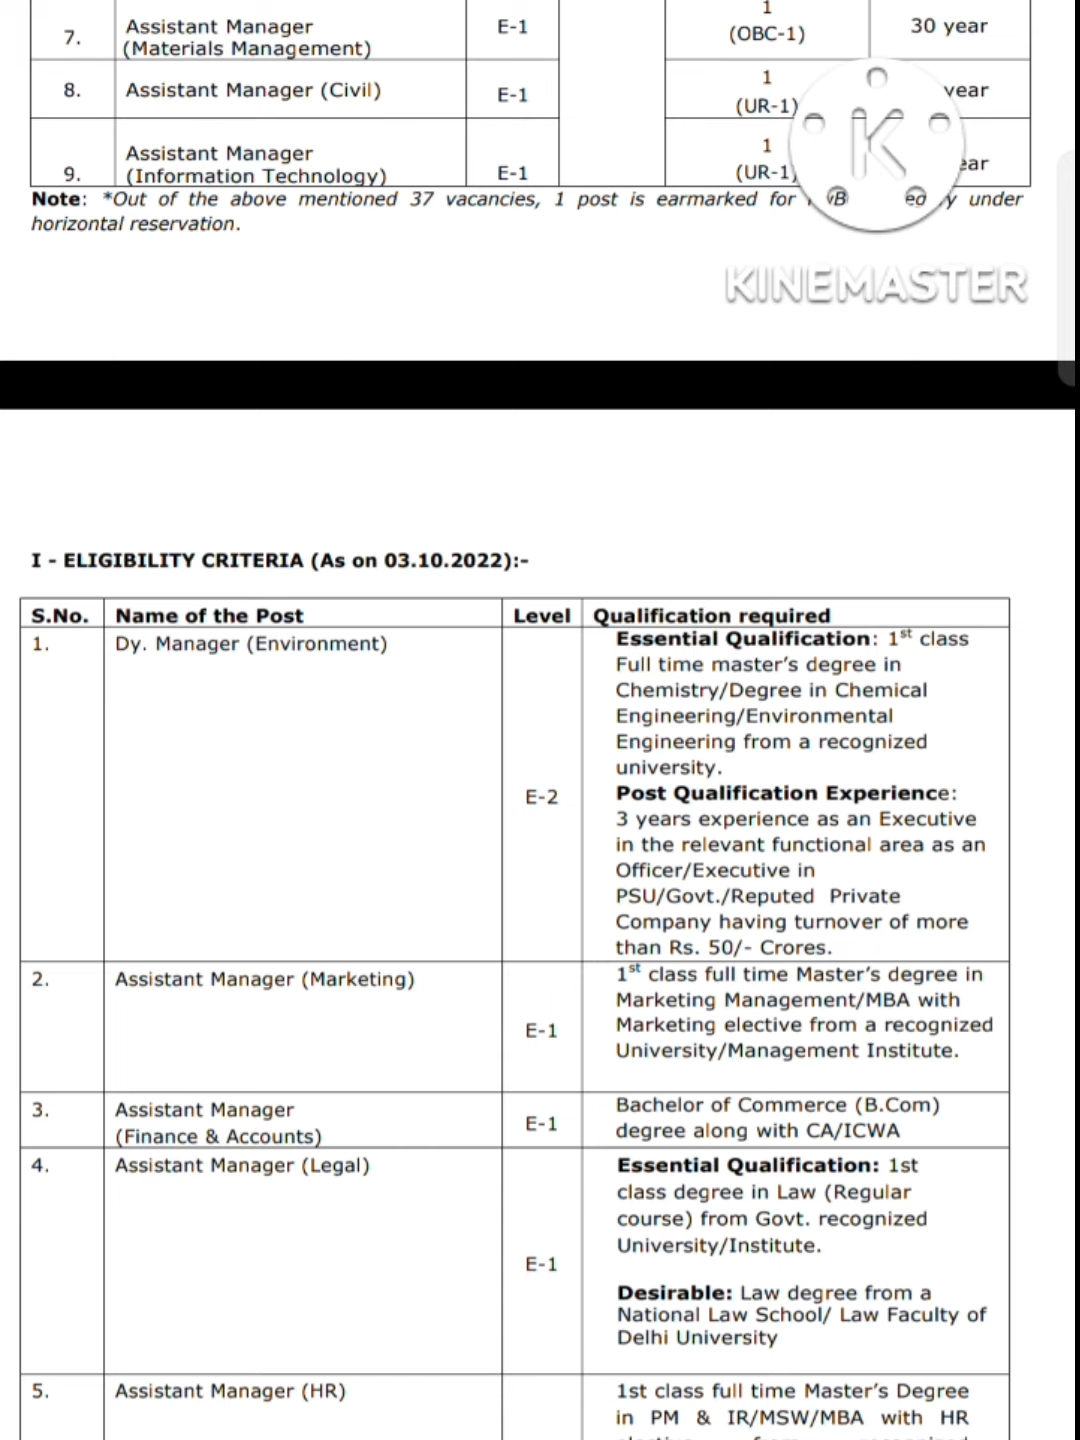 7. Assistant Manager (Materials Management) E-1 1 (OBC-1) 30 year
8. Assistant Manager (Civil) E-1 1 (UR-1) year
9. Assistant Manager (Information Technology) E-1 1 (UR-1)
Note: *Out of the above mentioned 37 vacancies, 1 post is earmarked for under
horizontal reservation.
K
KINEMASTER
I - ELIGIBILITY CRITERIA (As on 03.10.2022):-
S.No. Name of the Post Level Qualification required
1. Dy. Manager (Environment) E-2
Essential Qualification: 1st class
Full time master's degree in
Chemistry/Degree in Chemical
Engineering/Environmental
Engineering from a recognized
university.
Post Qualification Experience:
3 years experience as an Executive
in the relevant functional area as an
Officer/Executive in
PSU/Govt./Reputed Private
Company having turnover of more
than Rs. 50/- Crores.
2. Assistant Manager (Marketing) E-1
1st class full time Master's degree in
Marketing Management/MBA with
Marketing elective from a recognized
University/Management Institute.
3. Assistant Manager
(Finance & Accounts) E-1
Bachelor of Commerce (B.Com)
degree along with CA/ICWA
4. Assistant Manager (Legal) E-1
Essential Qualification: 1st
class degree in Law (Regular
course) from Govt. recognized
University/Institute.
Desirable: Law degree from a
National Law School/ Law Faculty of
Delhi University
5. Assistant Manager (HR)
1st class full time Master's Degree
in PM & IR/MSW/MBA with HR